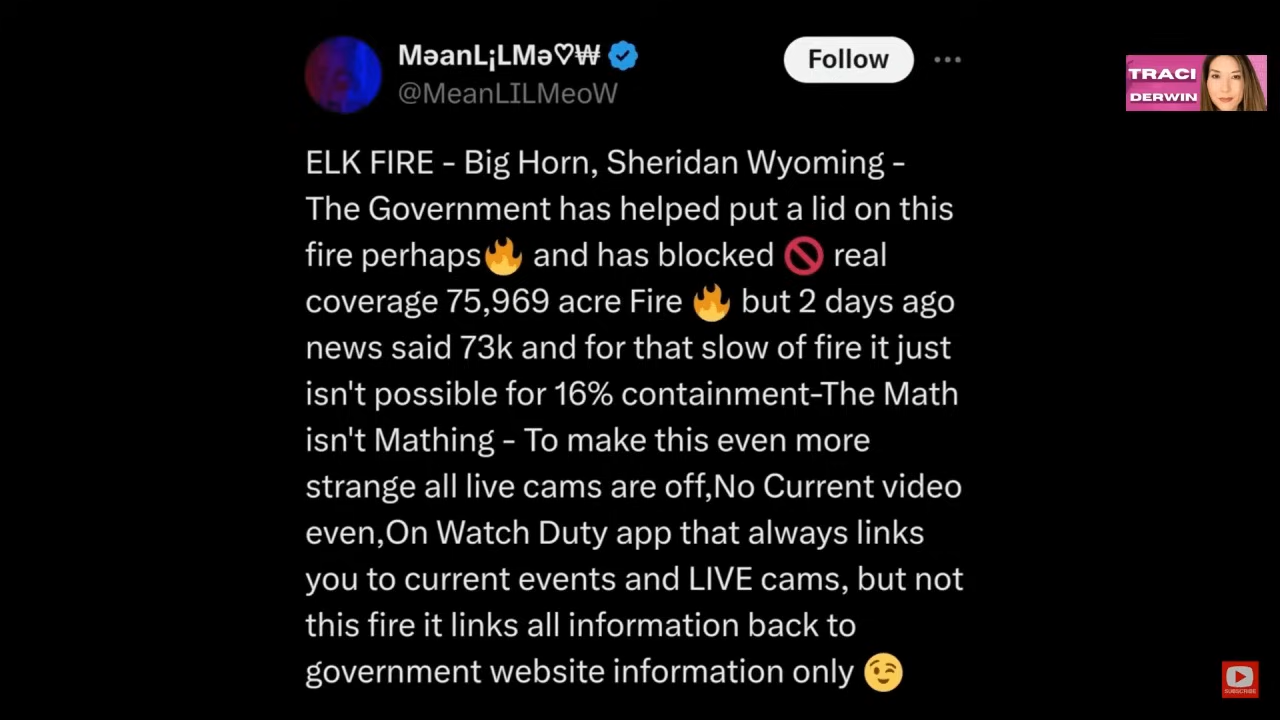 MəanL¡LMə♡₩
@MeanLILMeoW
Follow
TRACI
DERWIN
ELK FIRE - Big Horn, Sheridan Wyoming -
The Government has helped put a lid on this
fire perhaps🔥 and has blocked 🚫 real
coverage 75,969 acre Fire 🔥 but 2 days ago
news said 73k and for that slow of fire it just
isn't possible for 16% containment-The Math
isn't Mathing - To make this even more
strange all live cams are off,No Current video
even,On Watch Duty app that always links
you to current events and LIVE cams, but not
this fire it links all information back to
government website information only 😉
SUBSCRIBE